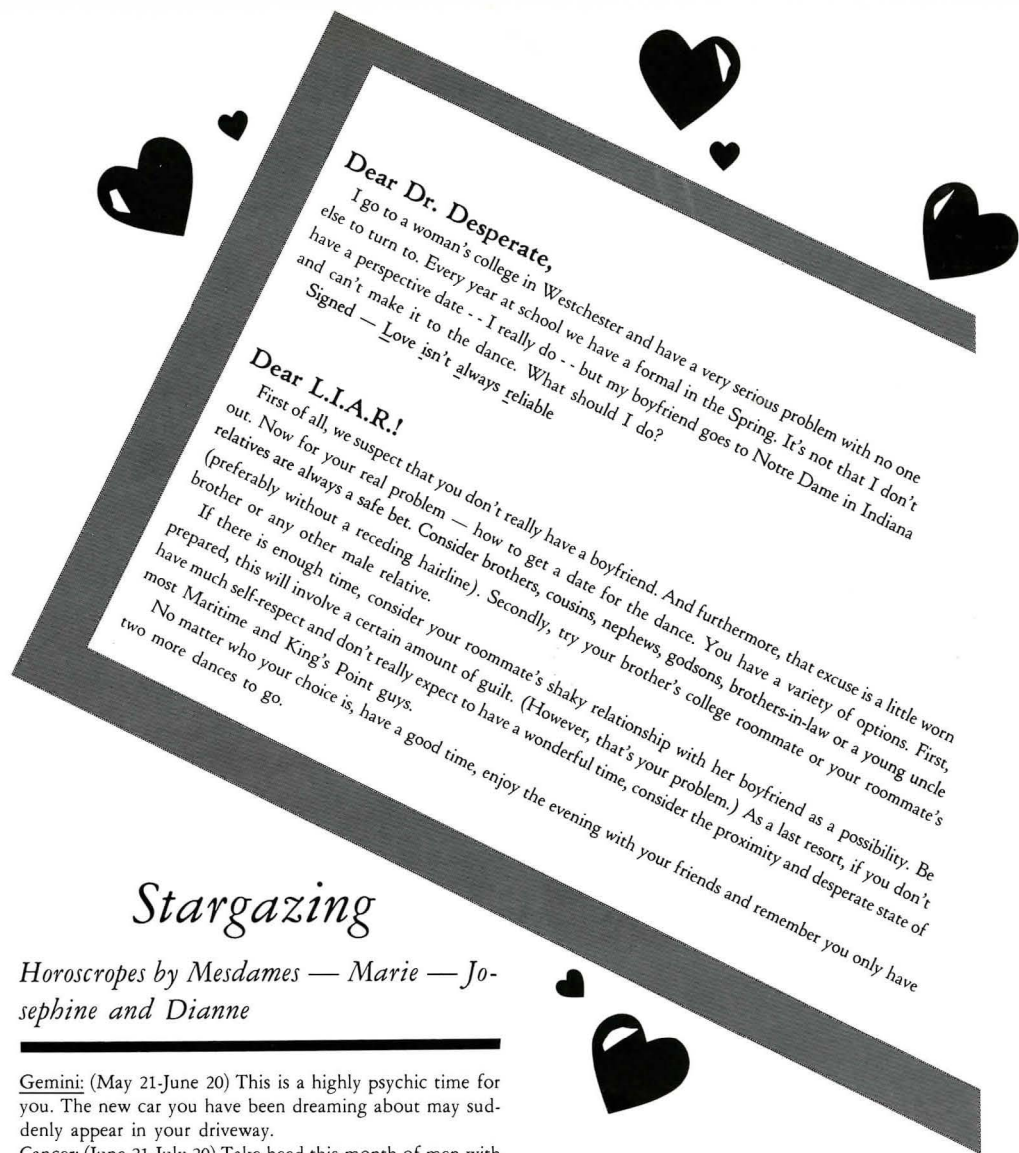 Dear Dr. Desperate,
I go to a woman's college in Westchester and have a very serious problem with no one
else to turn to. Every year at school we have a formal in the Spring. It's not that I don't
have a perspective date - - I really do - - but my boyfriend goes to Notre Dame in Indiana
and can't make it to the dance. What should I do?
Signed — Love isn't always reliable
Dear L.I.A.R.!
First of all, we suspect that you don't really have a boyfriend. And furthermore, that excuse is a little worn
out. Now for your real problem — how to get a date for the dance. You have a variety of options. First,
relatives are always a safe bet. Consider brothers, cousins, nephews, godsons, brothers-in-law or a young uncle
(preferably without a receding hairline). Secondly, try your brother's college roommate or your roommate's
brother or any other male relative.
If there is enough time, consider your roommate's shaky relationship with her boyfriend as a possibility. Be
prepared, this will involve a certain amount of guilt. (However, that's your problem.) As a last resort, if you don't
have much self-respect and don't really expect to have a wonderful time, consider the proximity and desperate state of
most Maritime and King's Point guys.
No matter who your choice is, have a good time, enjoy the evening with your friends and remember you only have
two more dances to go.
Stargazing
Horoscropes by Mesdames — Marie — Jo-
sephine and Dianne
Gemini: (May 21-June 20) This is a highly psychic time for
you. The new car you have been dreaming about may sud-
denly appear in your driveway.
Cancer: (June 21-July 20) Take heed this month of men with